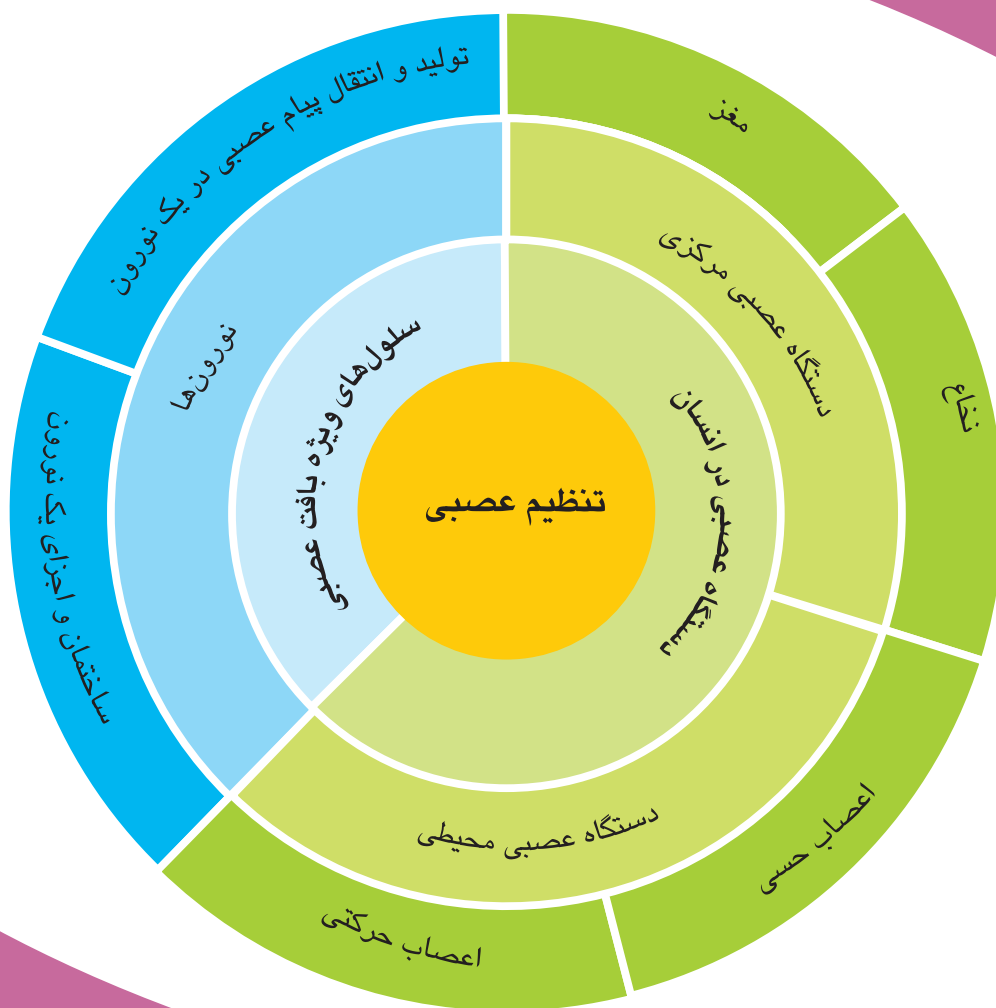 تنظیم عصبی
دستگاه عصبی در انسان
دستگاه عصبی مرکزی
مغز
نخاع
دستگاه عصبی محیطی
اعصاب حسی
اعصاب حرکتی
سلول‌های ویژه بافت عصبی
نورون‌ها
تولید و انتقال پیام عصبی در یک نورون
ساختمان و اجزای یک نورون